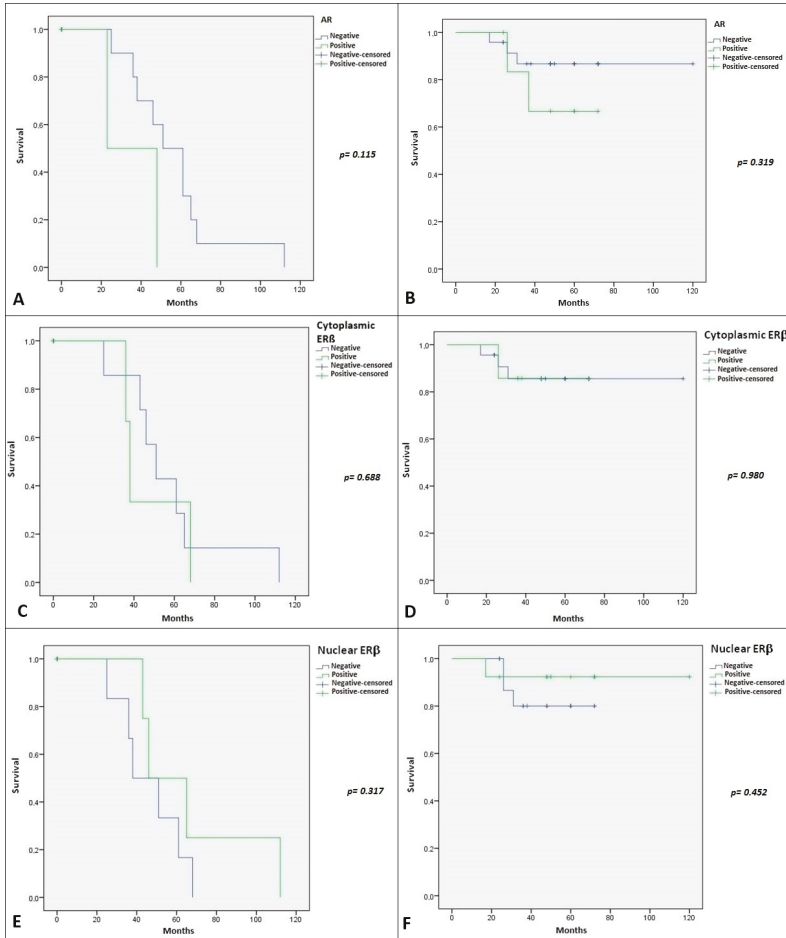 AR
Negative
Positive
Negative-censored
Positive-censored
1,0
0,8
0,6
0,4
0,2
0,0
Survival
0 20 40 60 80 100 120
Months
p= 0.115
A
AR
Negative
Positive
Negative-censored
Positive-censored
1,0
0,8
0,6
0,4
0,2
0,0
Survival
0 20 40 60 80 100 120
Months
p= 0.319
B
Cytoplasmic
ERß
Negative
Positive
Negative-censored
Positive-censored
1,0
0,8
0,6
0,4
0,2
0,0
Survival
0 20 40 60 80 100 120
Months
p= 0.688
C
Cytoplasmic ERβ
Negative
Positive
Negative-censored
Positive-censored
1,0
0,8
0,6
0,4
0,2
0,0
Survival
0 20 40 60 80 100 120
Months
p= 0.980
D
Nuclear ERβ
Negative
Positive
Negative-censored
Positive-censored
1,0
0,8
0,6
0,4
0,2
0,0
Survival
0 20 40 60 80 100 120
Months
p= 0.317
E
Nuclear ERβ
Negative
Positive
Negative-censored
Positive-censored
1,0
0,8
0,6
0,4
0,2
0,0
Survival
0 20 40 60 80 100 120
Months
p= 0.452
F